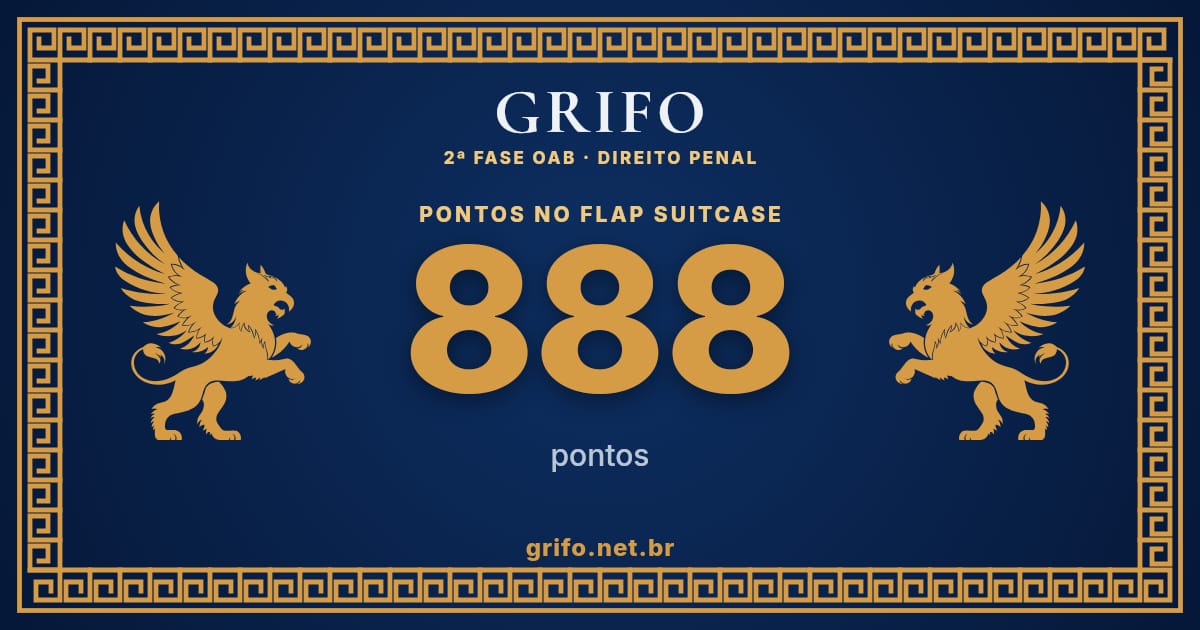 GRIFO
2ª FASE OAB · DIREITO PENAL
PONTOS NO FLAP SUITCASE
888
pontos
grifo.net.br